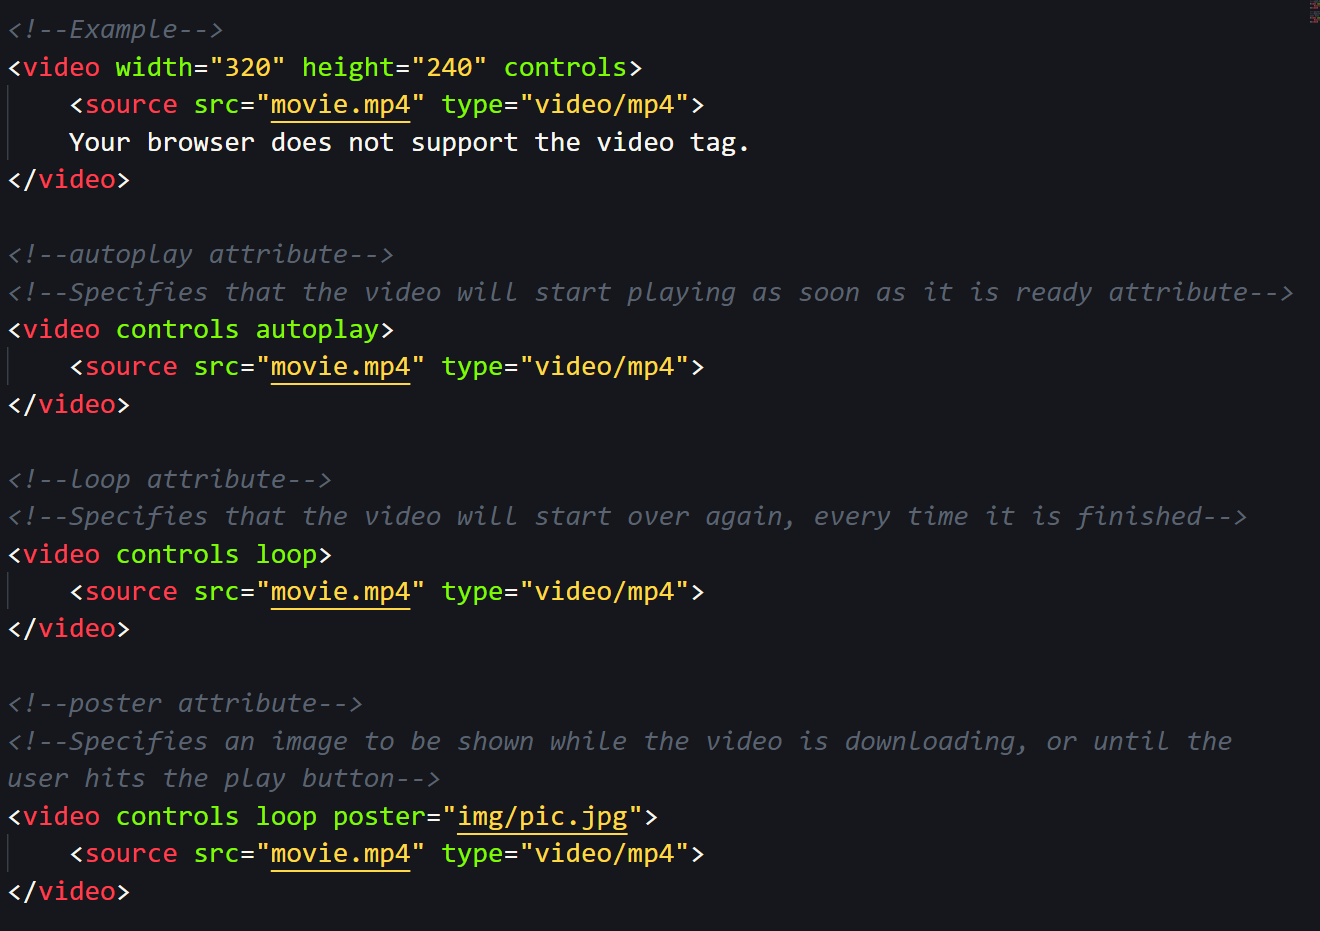 <!--Example-->
<video width="320" height="240" controls>
    <source src="movie.mp4" type="video/mp4">
    Your browser does not support the video tag.
</video>

<!--autoplay attribute-->
<!--Specifies that the video will start playing as soon as it is ready attribute-->
<video controls autoplay>
    <source src="movie.mp4" type="video/mp4">
</video>

<!--loop attribute-->
<!--Specifies that the video will start over again, every time it is finished-->
<video controls loop>
    <source src="movie.mp4" type="video/mp4">
</video>

<!--poster attribute-->
<!--Specifies an image to be shown while the video is downloading, or until the
user hits the play button-->
<video controls loop poster="img/pic.jpg">
    <source src="movie.mp4" type="video/mp4">
</video>